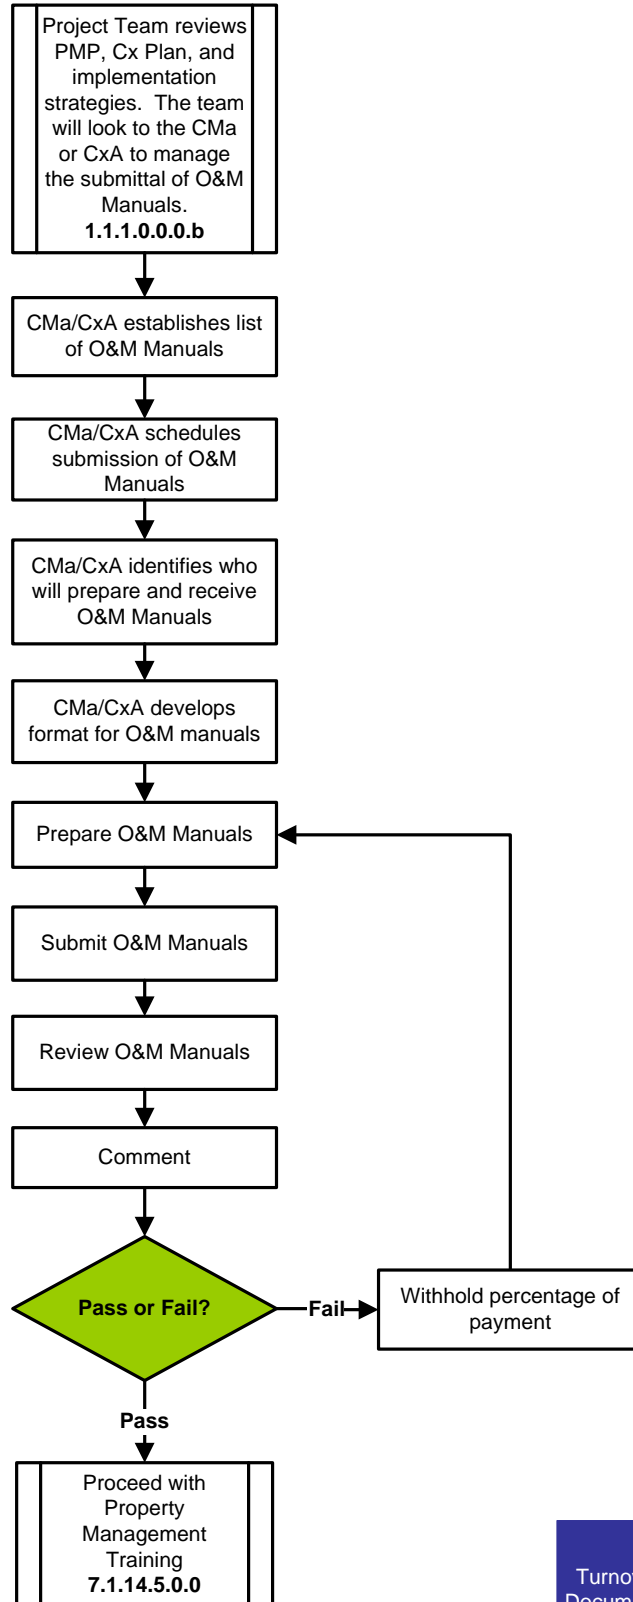 Project Team reviews
PMP, Cx Plan, and
implementation
strategies.  The team
will look to the CMa
or CxA to manage
the submittal of O&M
Manuals.
1.1.1.0.0.0.b
CMa/CxA establishes list
of O&M Manuals
CMa/CxA schedules
submission of O&M
Manuals
CMa/CxA identifies who
will prepare and receive
O&M Manuals
CMa/CxA develops
format for O&M manuals
Prepare O&M Manuals
Submit O&M Manuals
Review O&M Manuals
Comment
Pass or Fail?
Fail
Withhold percentage of
payment
Pass
Proceed with
Property
Management
Training
7.1.14.5.0.0